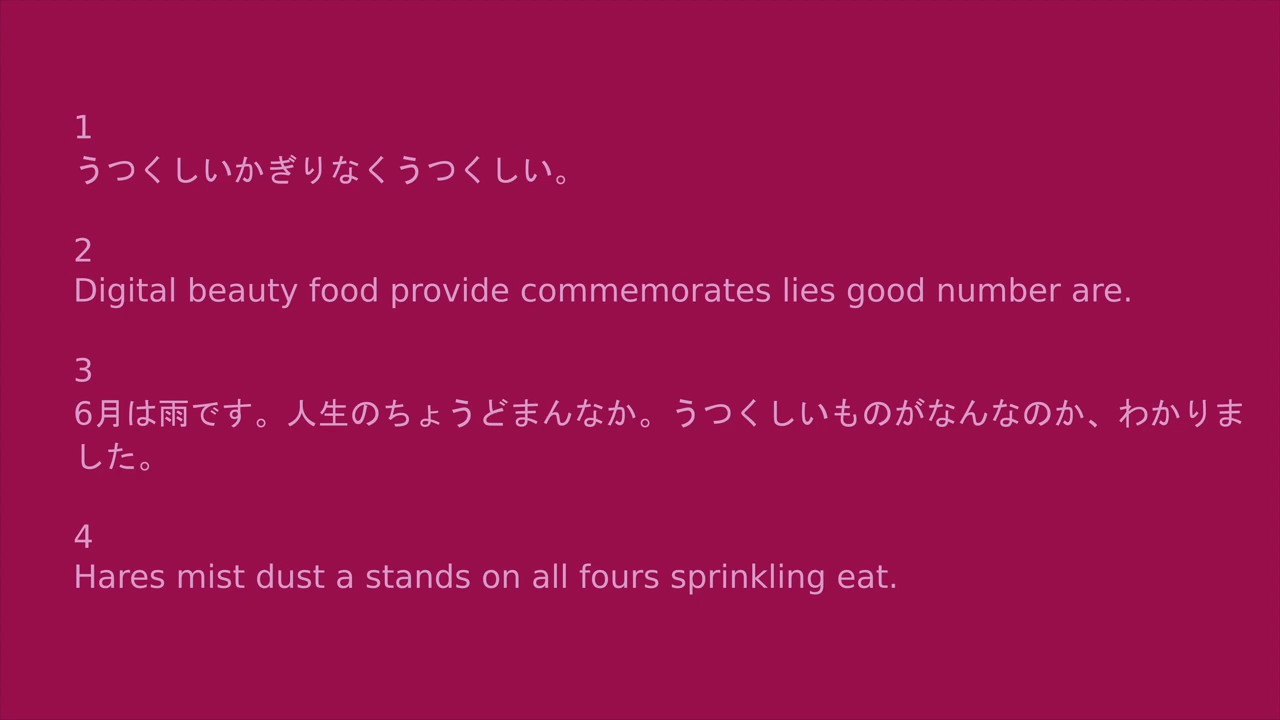 1
うつくしいかぎりなくうつくしい。
2
Digital beauty food provide commemorates lies good number are.
3
6月は雨です。人生のちょうどまんなか。うつくしいものがなんなのか、わかりま
した。
4
Hares mist dust a stands on all fours sprinkling eat.